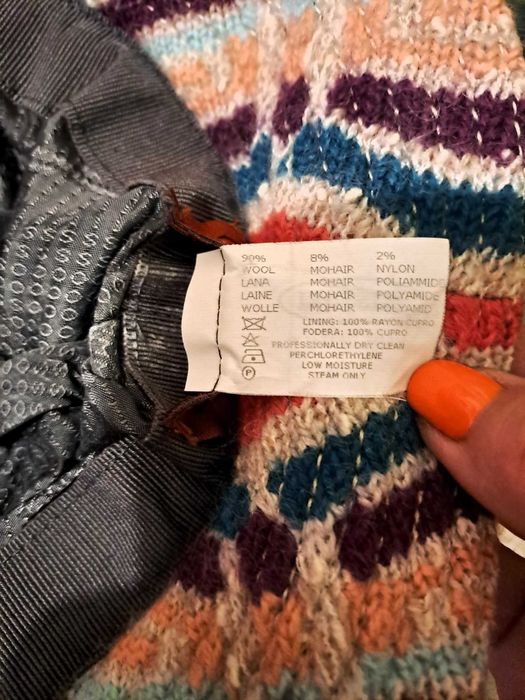 90% 8% 2%
WOOL MOHAIR NYLON
LANA MOHAIR POLIAMMIDE
LAINE MOHAIR POLYAMIDE
WOLLE MOHAIR POLYAMID
LINING: 100% RAYON CUPRO
FODERA: 100% CUPRO
PROFESSIONALLY DRY CLEAN
PERCHLORETHYLENE
LOW MOISTURE
STEAM ONLY
P